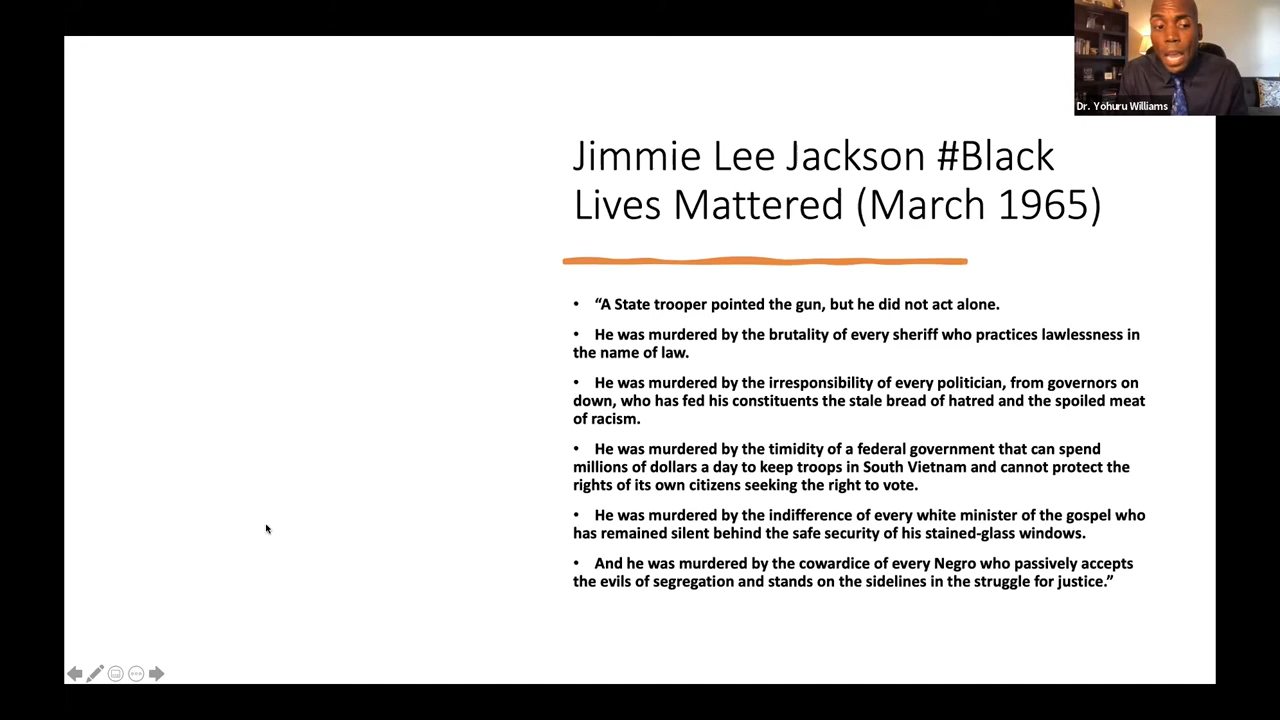 Dr. Yohuru Williams
Jimmie Lee Jackson #Black
Lives Mattered (March 1965)
• “A State trooper pointed the gun, but he did not act alone.
• He was murdered by the brutality of every sheriff who practices lawlessness in
the name of law.
• He was murdered by the irresponsibility of every politician, from governors on
down, who has fed his constituents the stale bread of hatred and the spoiled meat
of racism.
• He was murdered by the timidity of a federal government that can spend
millions of dollars a day to keep troops in South Vietnam and cannot protect the
rights of its own citizens seeking the right to vote.
• He was murdered by the indifference of every white minister of the gospel who
has remained silent behind the safe security of his stained-glass windows.
• And he was murdered by the cowardice of every Negro who passively accepts
the evils of segregation and stands on the sidelines in the struggle for justice.”